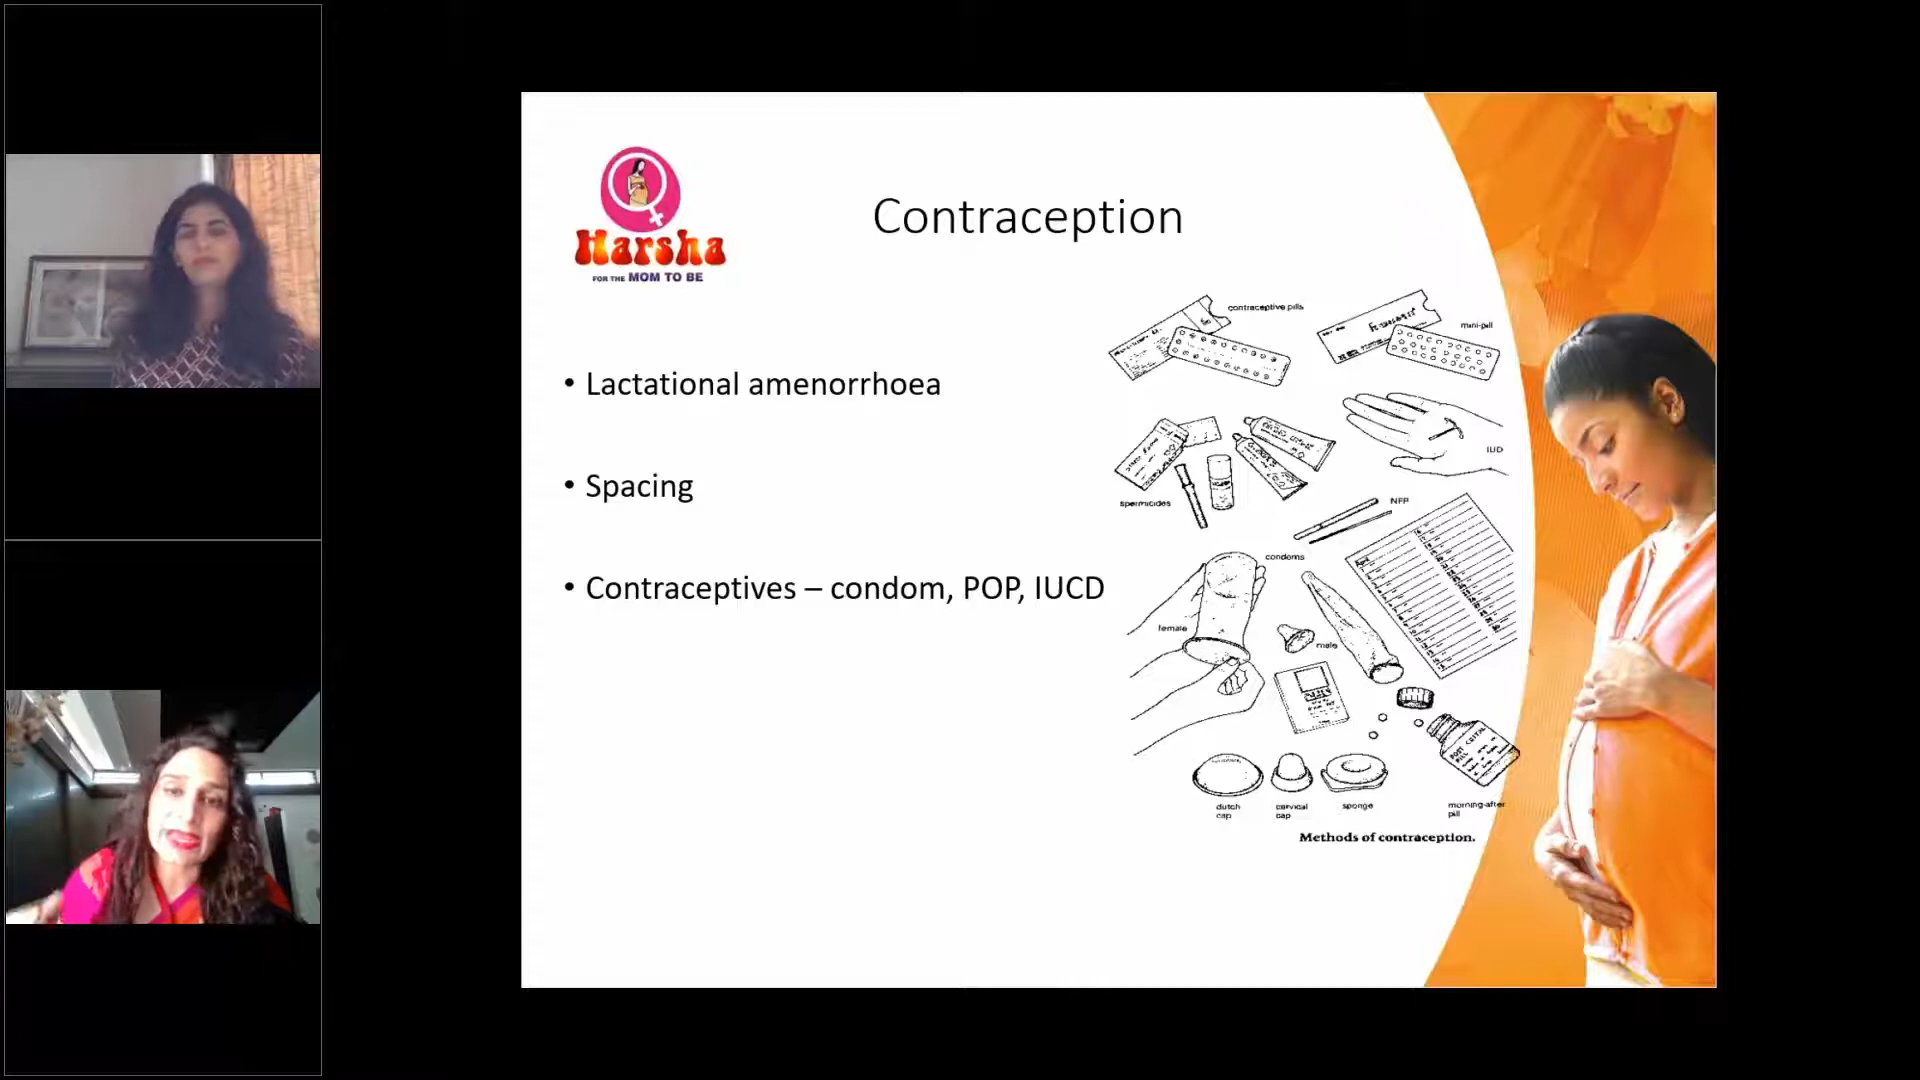 Harsha
FOR THE MOM TO BE
Contraception
• Lactational amenorrhoea
• Spacing
• Contraceptives – condom, POP, IUCD
contraceptive pills
mini-pill
IUD
spermicides
NFP
condoms
female
male
dutch
cap
cervical
cap
sponge
morning-after
pill
Methods of contraception.